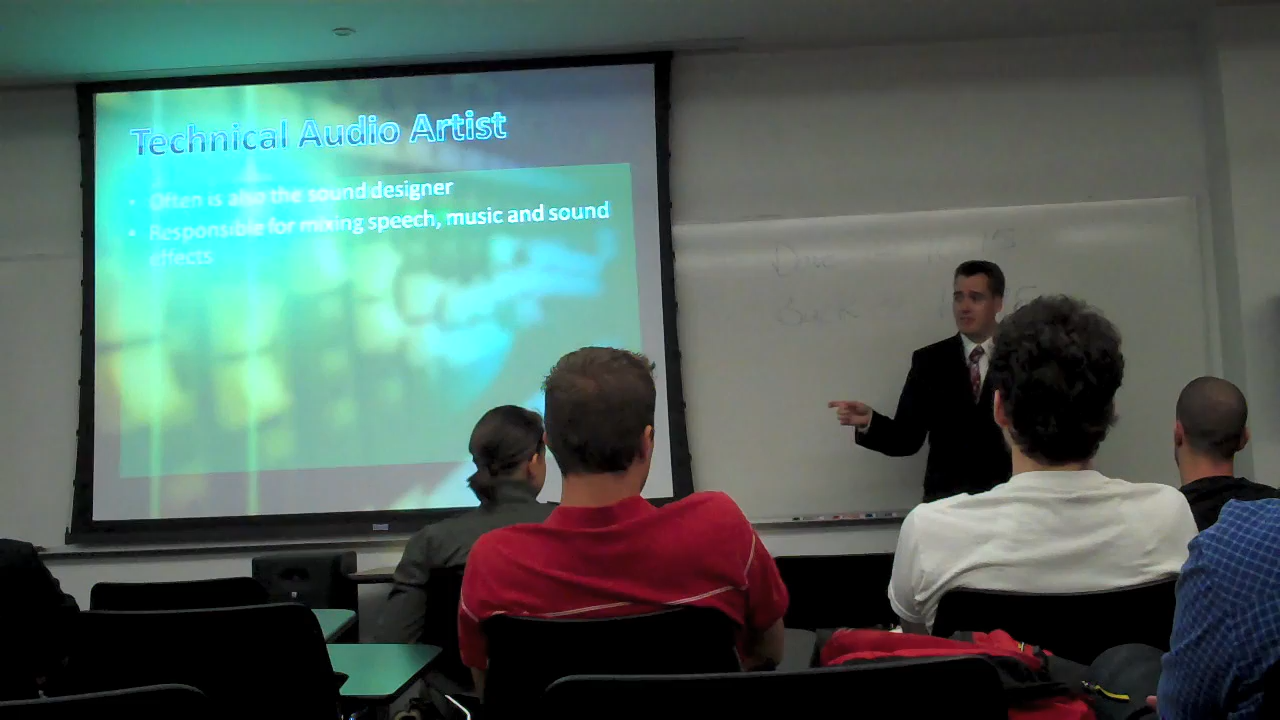 Technical Audio Artist
• Often is also the sound designer
• Responsible for mixing speech, music and sound
effects